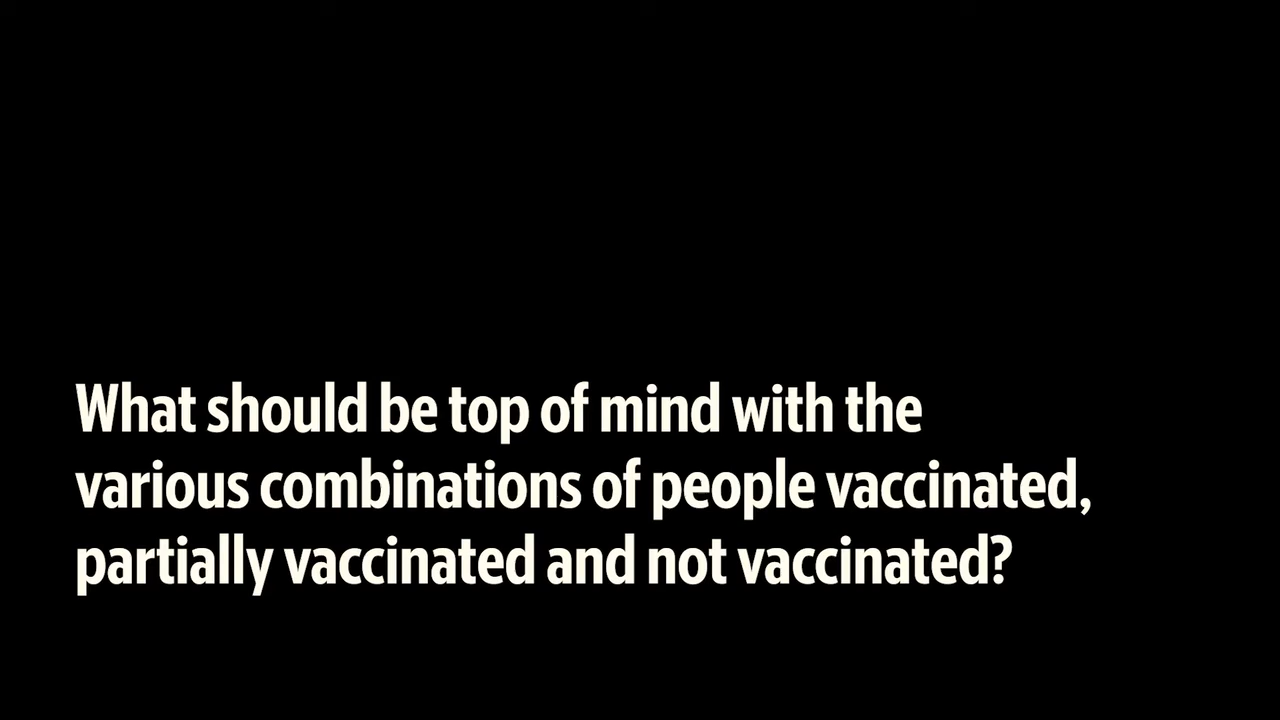 What should be top of mind with the
various combinations of people vaccinated,
partially vaccinated and not vaccinated?